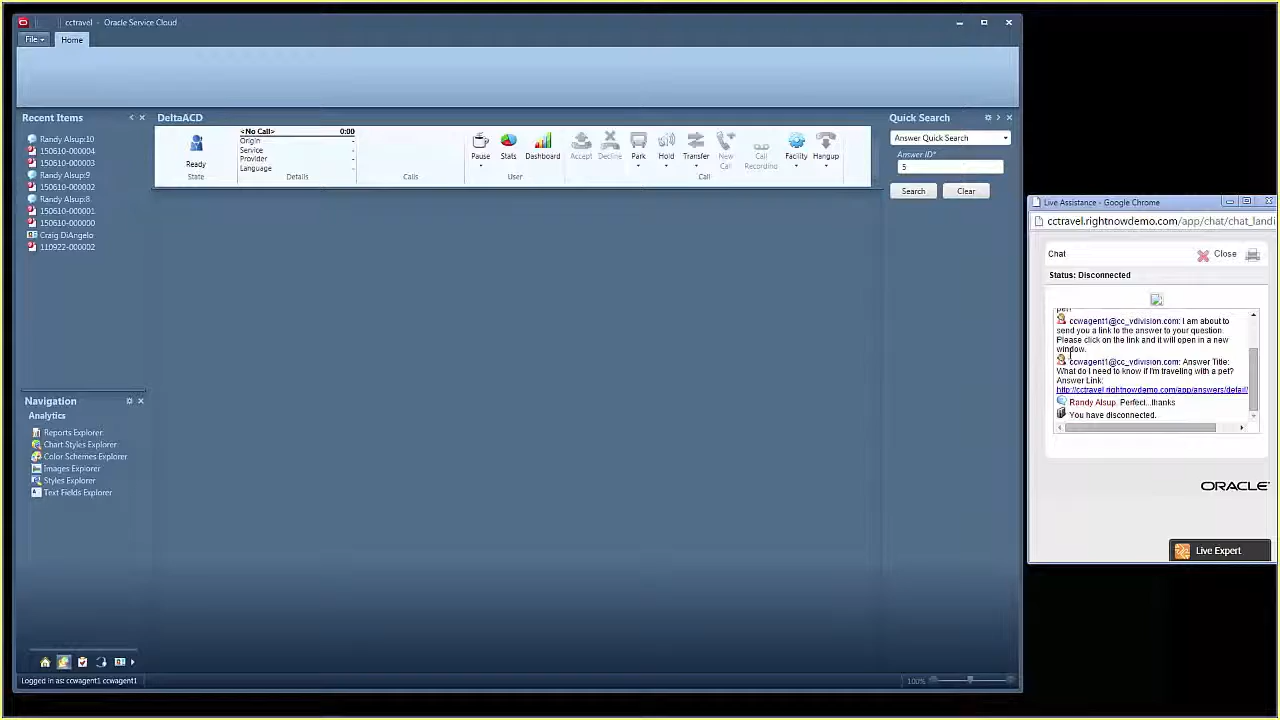 cctravel - Oracle Service Cloud
File
Home
Recent Items
Randy Alsup:10
150610-000004
150610-000003
Randy Alsup:9
150610-000002
Randy Alsup:8
150610-000001
150610-000000
Craig DiAngelo
110922-000002
DeltaACD
Ready
State
<No Call> 0:00
Origin -
Service -
Provider -
Language -
Details
Calls
Pause
Stats
Dashboard
User
Accept
Decline
Park
Hold
Transfer
New Call
Call Recording
Facility
Hangup
Call
Quick Search
Answer Quick Search
Answer ID*
5
Search
Clear
Navigation
Analytics
Reports Explorer
Chart Styles Explorer
Color Schemes Explorer
Images Explorer
Styles Explorer
Text Fields Explorer
Logged in as: ccwagent1 ccwagent1
100%
Live Assistance - Google Chrome
cctravel.rightnowdemo.com/app/chat/chat_landi
Chat
Close
Status: Disconnected
ccwagent1@cc_vdivision.com: I am about to
send you a link to the answer to your question.
Please click on the link and it will open in a new
window.
ccwagent1@cc_vdivision.com: Answer Title:
What do I need to know if I'm traveling with a pet?
Answer Link:
http://cctravel.rightnowdemo.com/app/answers/detail/
Randy Alsup: Perfect...thanks
You have disconnected.
ORACLE
Live Expert